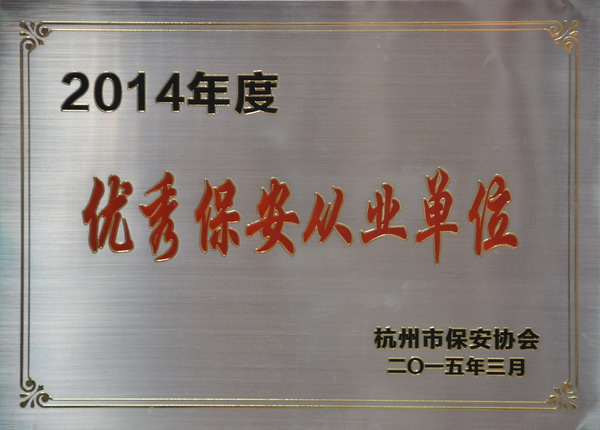 2014年度
优秀保安从业单位
杭州市保安协会
二〇一五年三月